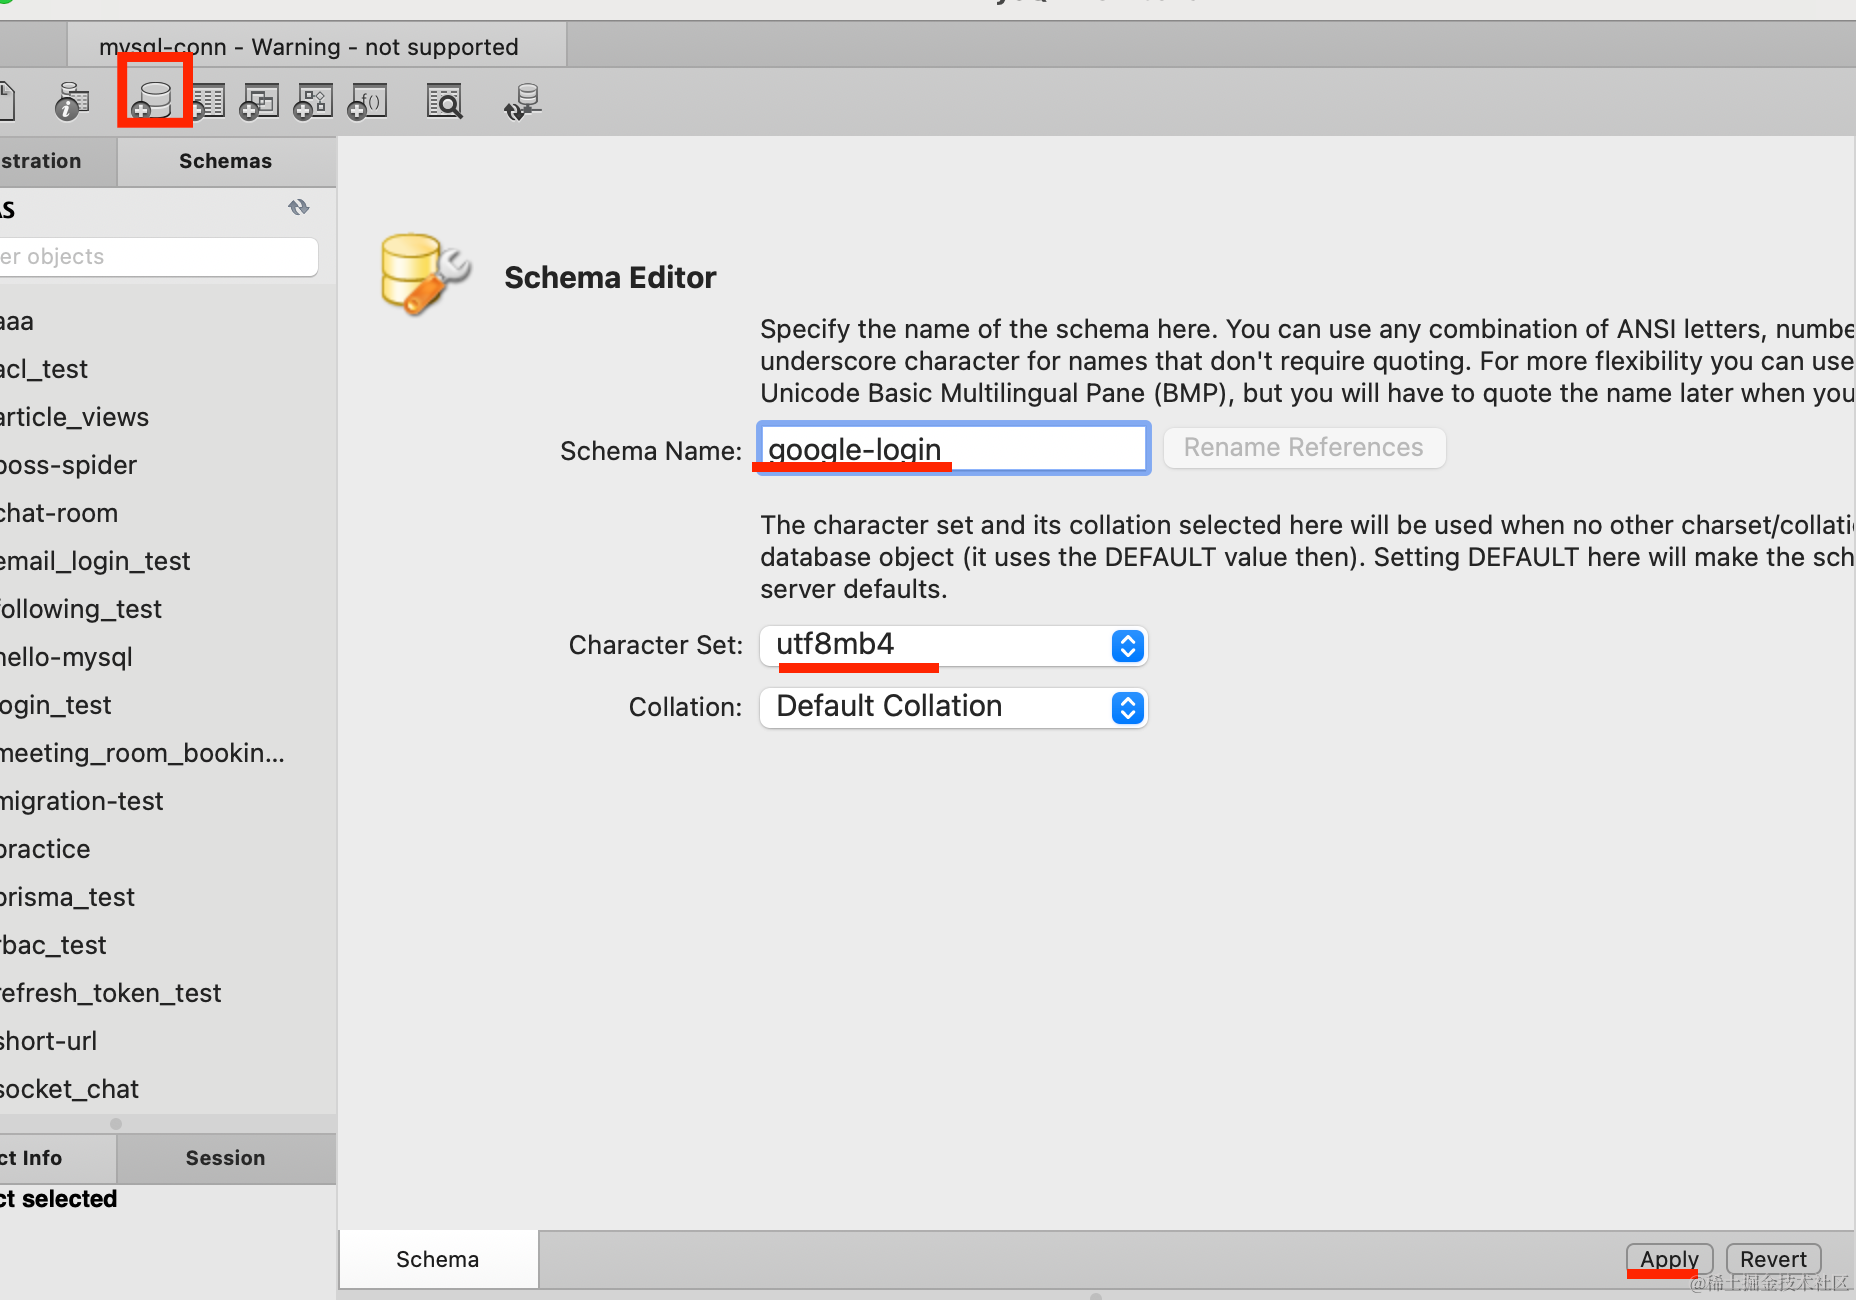 mysql-conn - Warning - not supported
stration
Schemas
AS
er objects
aaa
acl_test
article_views
boss-spider
chat-room
email_login_test
following_test
hello-mysql
login_test
meeting_room_bookin...
migration-test
practice
prisma_test
rbac_test
refresh_token_test
short-url
socket_chat
ct Info
Session
ct selected
Schema Editor
Specify the name of the schema here. You can use any combination of ANSI letters, numbe
underscore character for names that don't require quoting. For more flexibility you can use
Unicode Basic Multilingual Pane (BMP), but you will have to quote the name later when you
Schema Name:
google-login
Rename References
The character set and its collation selected here will be used when no other charset/collati
database object (it uses the DEFAULT value then). Setting DEFAULT here will make the sch
server defaults.
Character Set:
utf8mb4
Collation:
Default Collation
Schema
Apply
Revert
@稀土掘金技术社区